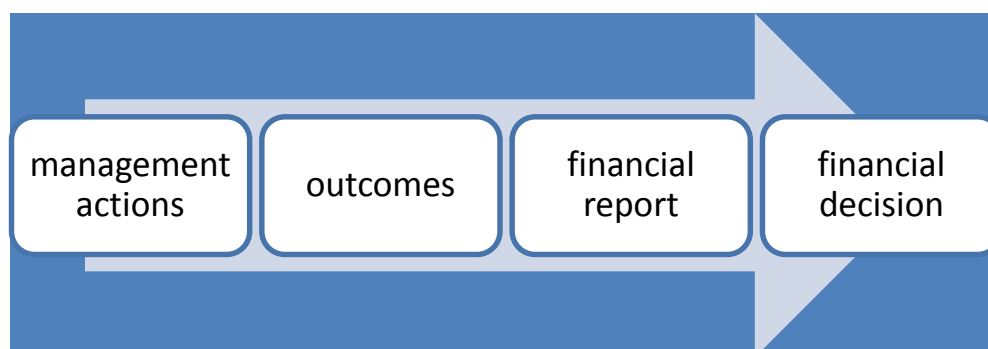 management
actions
outcomes
financial
report
financial
decision